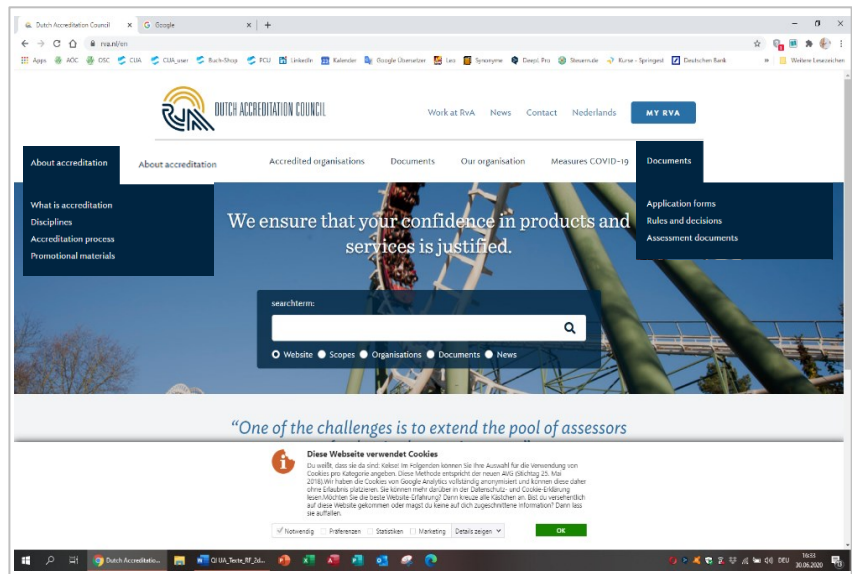 Dutch Accreditation Council
Google
rva.nl/en
Apps AOC OSC CUA CUA_user Buch-Shop FCU LinkedIn Kalender Google Übersetzer Leo Synonyme DeepL Pro Steuern.de Kurse - Springest Deutschen Bank » Weitere Lesezeichen
DUTCH ACCREDITATION COUNCIL
Work at RvA News Contact Nederlands MY RVA
About accreditation About accreditation Accredited organisations Documents Our organisation Measures COVID-19 Documents
What is accreditation
Disciplines
Accreditation process
Promotional materials
Application forms
Rules and decisions
Assessment documents
We ensure that your confidence in products and
services is justified.
searchterm:
Website Scopes Organisations Documents News
“One of the challenges is to extend the pool of assessors
Diese Webseite verwendet Cookies
Du weißt, dass sie da sind: Kekse! Im Folgenden können Sie Ihre Auswahl für die Verwendung von
Cookies pro Kategorie angeben. Diese Methode entspricht der neuen AVG (Stichtag 25. Mai
2018).Wir haben die Cookies von Google Analytics vollständig anonymisiert und können diese daher
ohne Erlaubnis platzieren. Sie können mehr darüber in der Datenschutz- und Cookie-Erklärung
lesen.Möchten Sie die beste Website-Erfahrung? Dann kreuze alle Kästchen an. Bist du versehentlich
auf diese Website gekommen oder magst du keine auf dich zugeschnittene Information? Dann lass
sie auffallen.
Notwendig Präferenzen Statistiken Marketing Details zeigen OK
Dutch Accreditatio... QI UA_Texte_RF_2d... DEU 16:33
30.06.2020